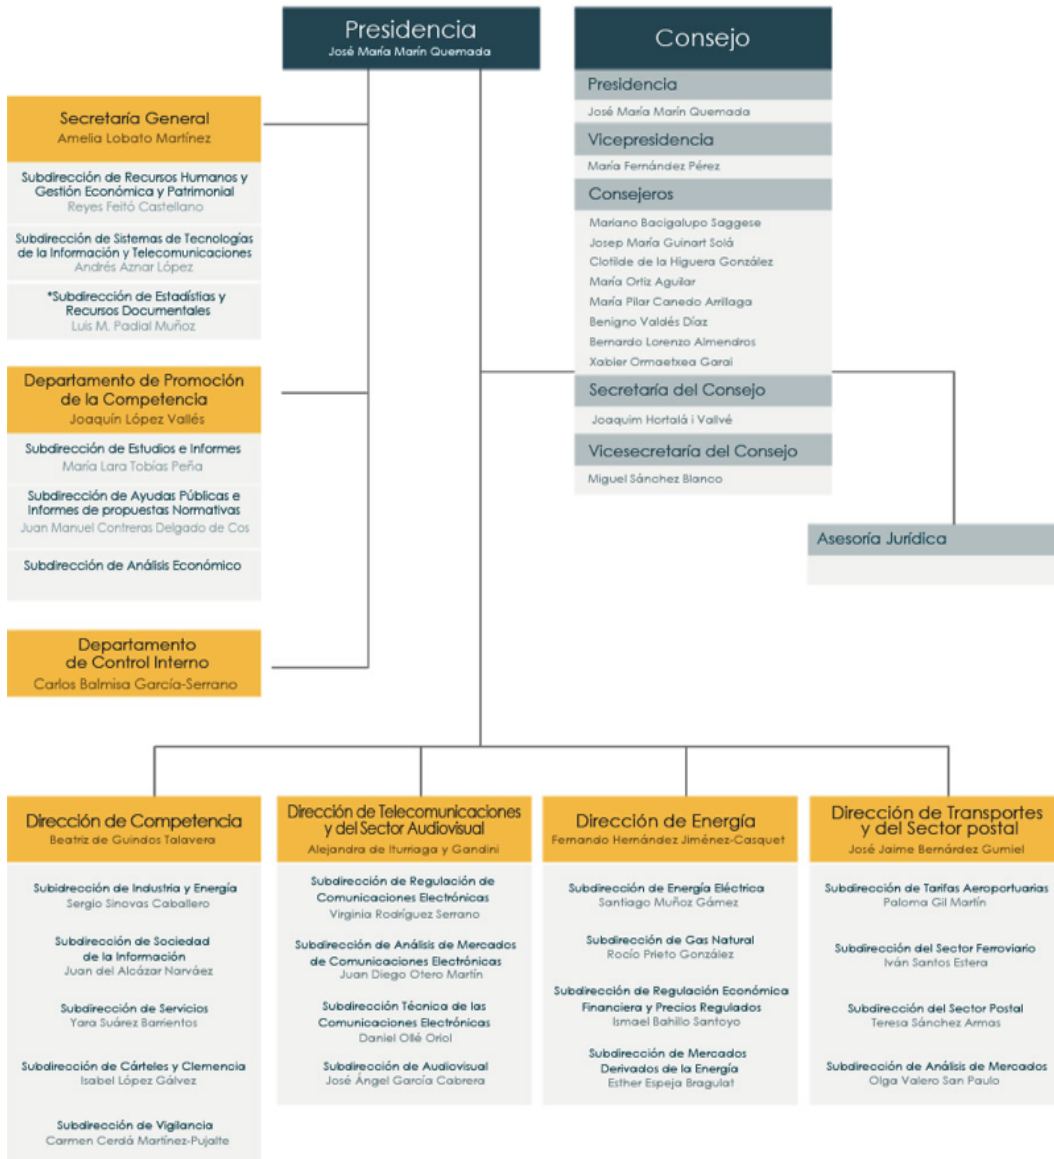 Presidencia
José María Marín Quemada
Consejo
Presidencia
José María Marín Quemada
Vicepresidencia
María Fernández Pérez
Consejeros
Mariano Bacigalupo Saggese
Josep María Guinart Solá
Clotilde de la Higuera González
María Ortiz Aguilar
María Pilar Canedo Arrillaga
Benigno Valdés Díaz
Bernardo Lorenzo Almendros
Xabier Ormaetxea Garai
Secretaría del Consejo
Joaquim Hortalá i Vallvé
Vicesecretaría del Consejo
Miguel Sánchez Blanco
Asesoría Jurídica
Secretaría General
Amelia Lobato Martínez
Subdirección de Recursos Humanos y
Gestión Económica y Patrimonial
Reyes Feitó Castellano
Subdirección de Sistemas de Tecnologías
de la Información y Telecomunicaciones
Andrés Aznar López
*Subdirección de Estadístias y
Recursos Documentales
Luis M. Padial Muñoz
Departamento de Promoción
de la Competencia
Joaquín López Vallés
Subdirección de Estudios e Informes
María Lara Tobías Peña
Subdirección de Ayudas Públicas e
Informes de propuestas Normativas
Juan Manuel Contreras Delgado de Cos
Subdirección de Análisis Económico
Departamento
de Control Interno
Carlos Balmisa García-Serrano
Dirección de Competencia
Beatriz de Guindos Talavera
Subidrección de Industria y Energía
Sergio Sinovas Caballero
Subdirección de Sociedad
de la Información
Juan del Alcázar Narváez
Subdirección de Servicios
Yara Suárez Barrientos
Subdirección de Cárteles y Clemencia
Isabel López Gálvez
Subdirección de Vigilancia
Carmen Cerdá Martínez-Pujalte
Dirección de Telecomunicaciones
y del Sector Audiovisual
Alejandra de Iturriaga y Gandini
Subdirección de Regulación de
Comunicaciones Electrónicas
Virginia Rodríguez Serrano
Subdirección de Análisis de Mercados
de Comunicaciones Electrónicas
Juan Diego Otero Martín
Subdirección Técnica de las
Comunicaciones Electrónicas
Daniel Ollé Oriol
Subdirección de Audiovisual
José Ángel García Cabrera
Dirección de Energía
Fernando Hernández Jiménez-Casquet
Subdirección de Energía Eléctrica
Santiago Muñoz Gámez
Subdirección de Gas Natural
Rocío Prieto González
Subdirección de Regulación Económica
Financiera y Precios Regulados
Ismael Bahillo Santoyo
Subdirección de Mercados
Derivados de la Energía
Esther Espeja Bragulat
Dirección de Transportes
y del Sector postal
José Jaime Bernárdez Gumiel
Subdirección de Tarifas Aeroportuarias
Paloma Gil Martín
Subdirección del Sector Ferroviario
Iván Santos Estera
Subdirección del Sector Postal
Teresa Sánchez Armas
Subdirección de Análisis de Mercados
Olga Valero San Paulo